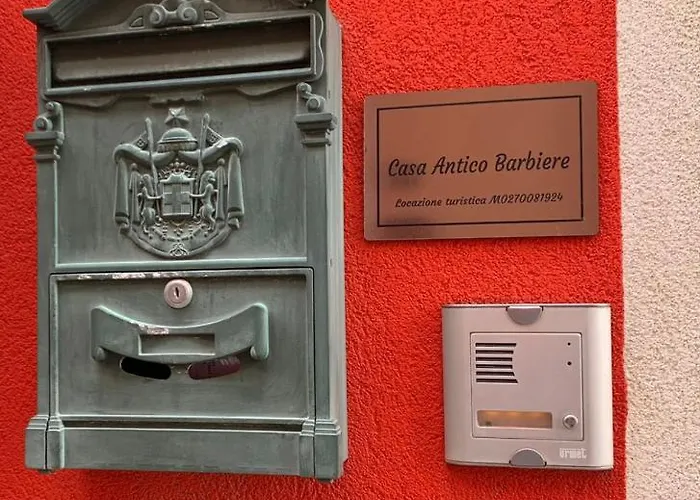 Casa Antico Barbiere
Locazione turistica M0270081924
urmet